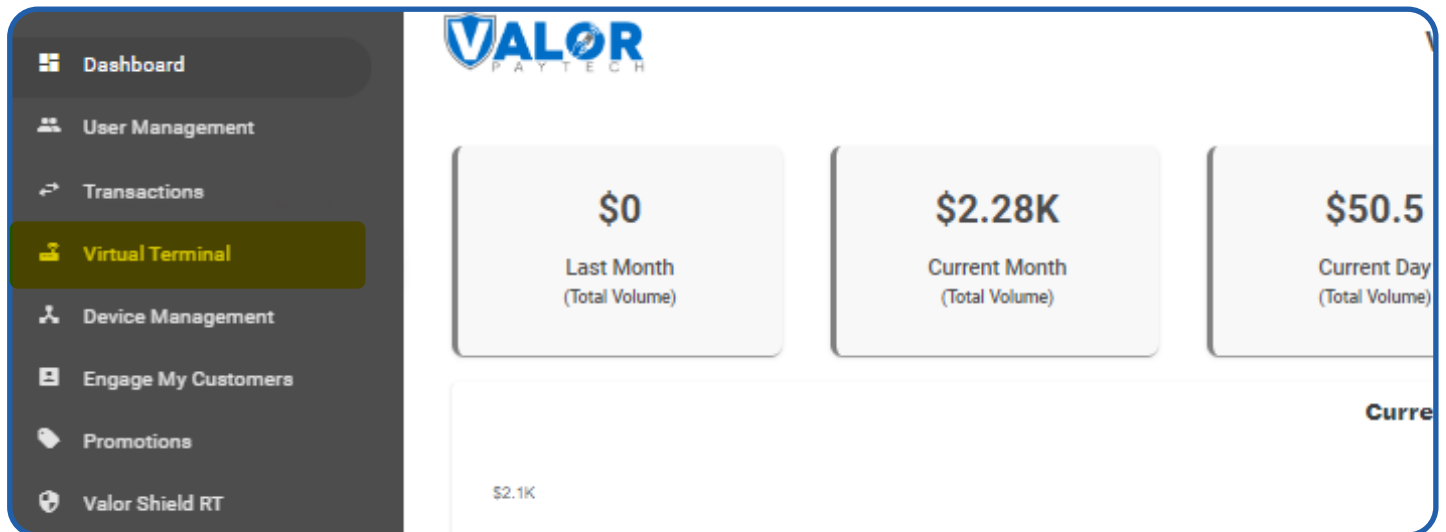 Dashboard
User Management
Transactions
Virtual Terminal
Device Management
Engage My Customers
Promotions
Valor Shield RT
VALOR
PAYTECH
$0
Last Month
(Total Volume)
$2.28K
Current Month
(Total Volume)
$50.5
Current Day
(Total Volume)
Curre
$2.1K